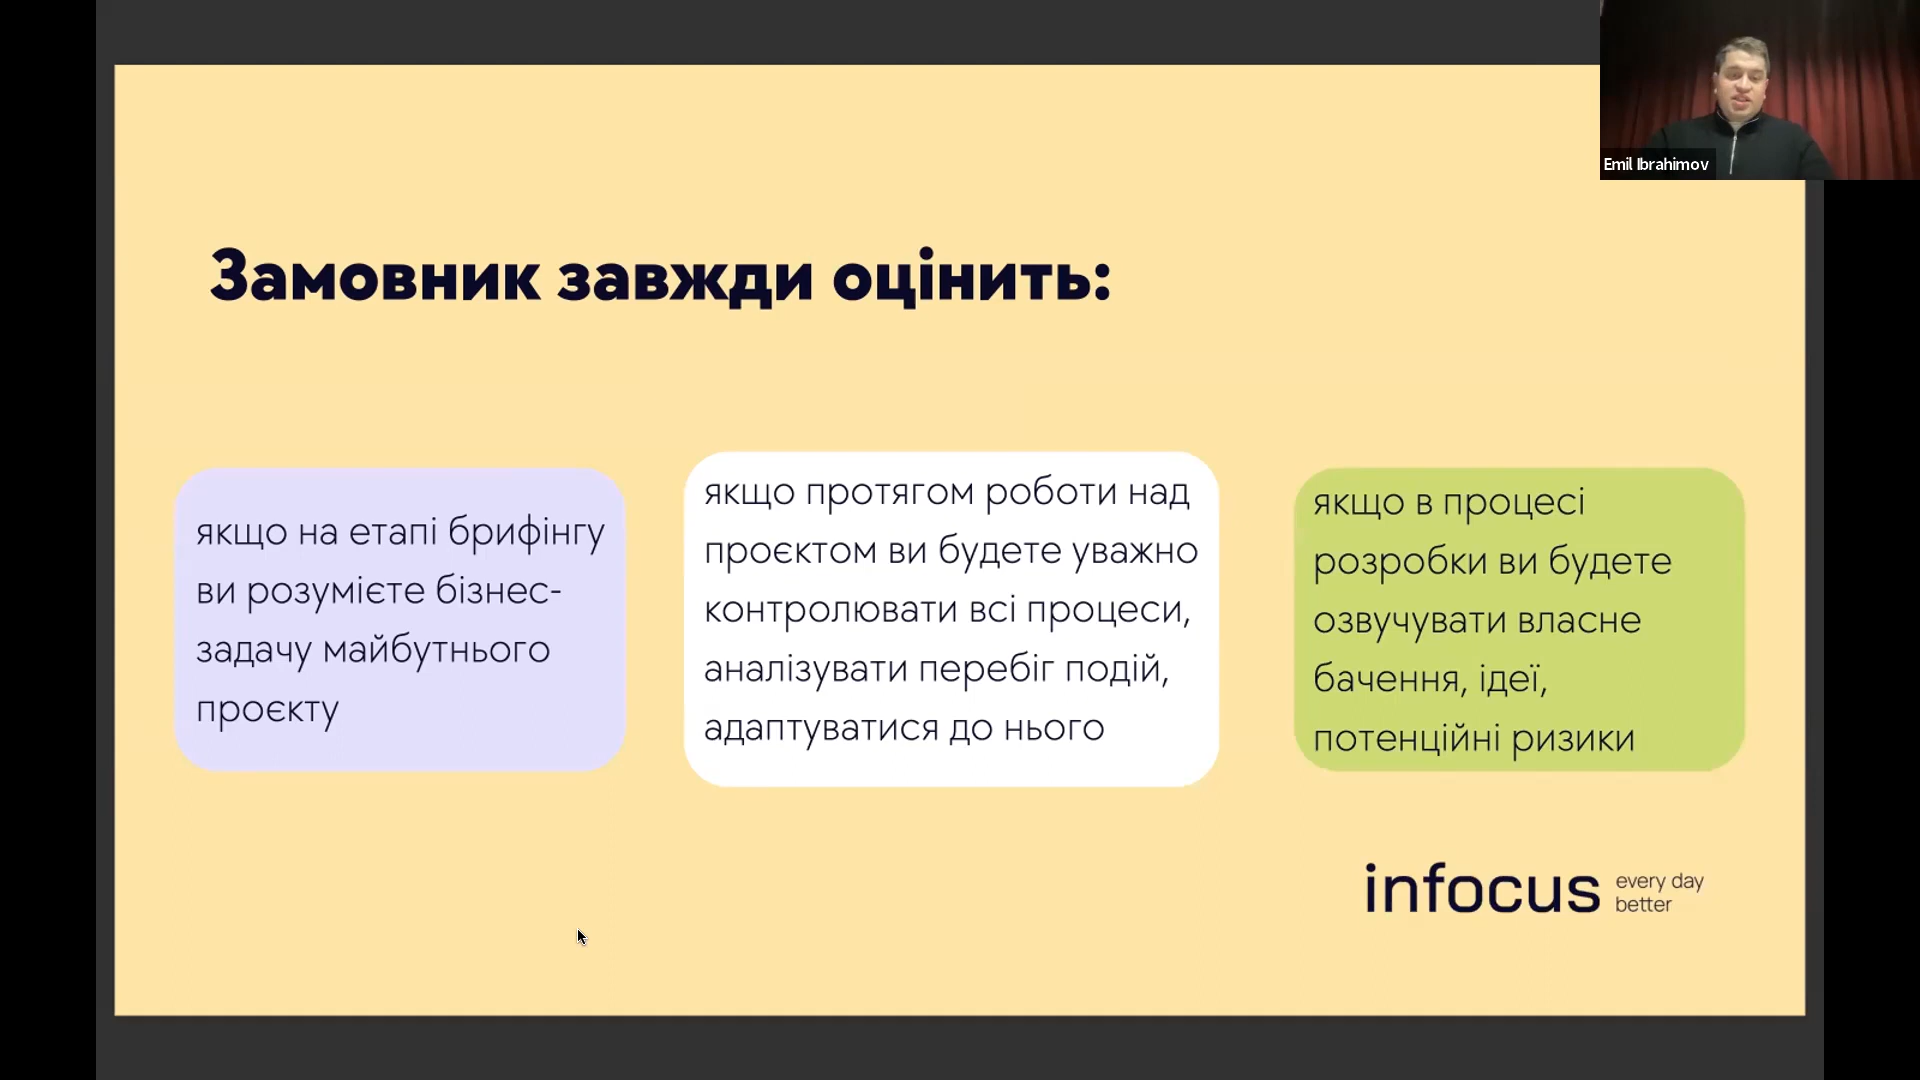 Emil Ibrahimov
Замовник завжди оцінить:
якщо на етапі брифінгу
ви розумієте бізнес-
задачу майбутнього
проєкту
якщо протягом роботи над
проєктом ви будете уважно
контролювати всі процеси,
аналізувати перебіг подій,
адаптуватися до нього
якщо в процесі
розробки ви будете
озвучувати власне
бачення, ідеї,
потенційні ризики
infocus
every day
better